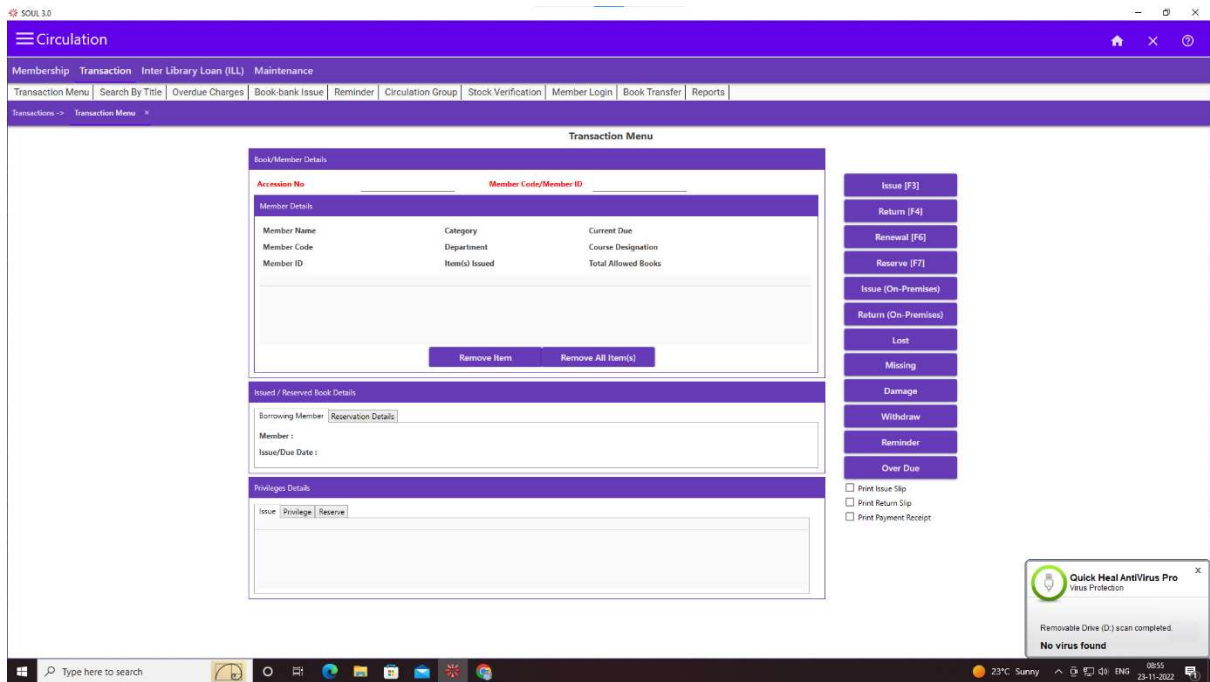 SOUL 3.0
Circulation
Membership Transaction Inter Library Loan (ILL) Maintenance
Transaction Menu Search By Title Overdue Charges Book-bank Issue Reminder Circulation Group Stock Verification Member Login Book Transfer Reports
Transactions -> Transaction Menu ×
Transaction Menu
Book/Member Details
Accession No Member Code/Member ID
Member Details
Member Name Category Current Due
Member Code Department Course Designation
Member ID Item(s) Issued Total Allowed Books
Remove Item Remove All Item(s)
Issued / Reserved Book Details
Borrowing Member Reservation Details
Member :
Issue/Due Date :
Privileges Details
Issue Privilege Reserve
Issue [F3]
Return [F4]
Renewal [F6]
Reserve [F7]
Issue (On-Premises)
Return (On-Premises)
Lost
Missing
Damage
Withdraw
Reminder
Over Due
Print Issue Slip
Print Return Slip
Print Payment Receipt
Quick Heal AntiVirus Pro x
Virus Protection
Removable Drive (D:) scan completed.
No virus found
Type here to search
23°C Sunny ENG 08:55
23-11-2022